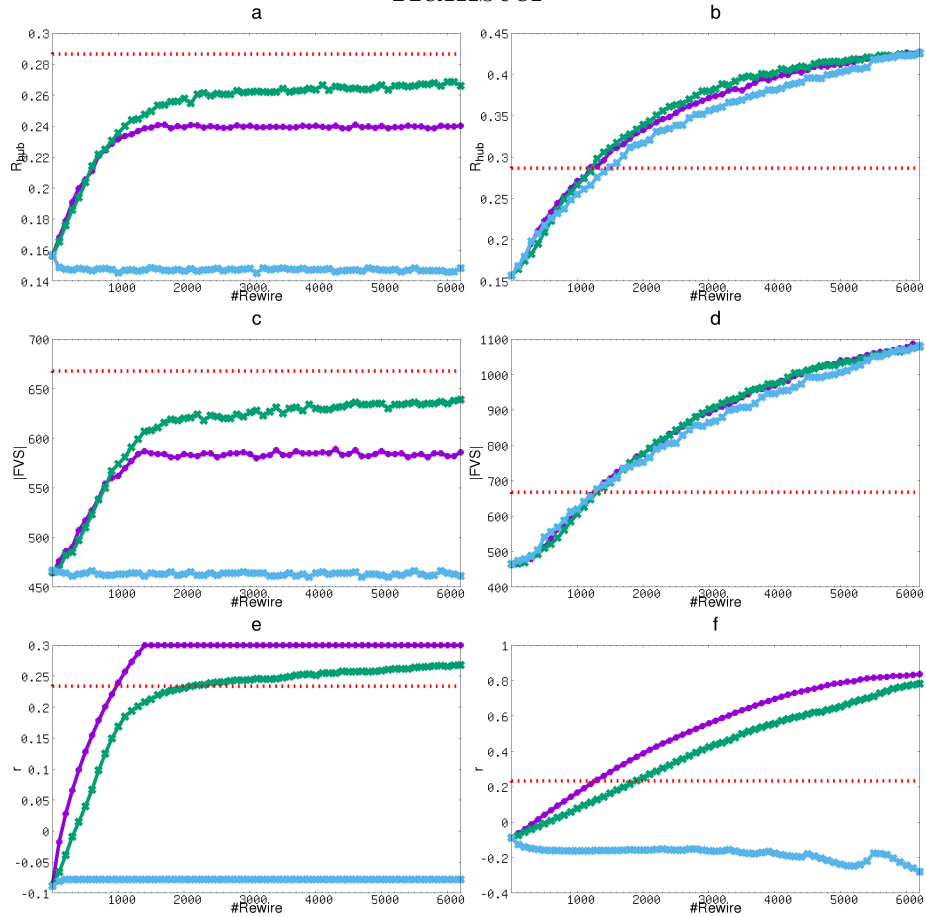 a
0.3
0.28
0.26
0.24
0.22
0.2
0.18
0.16
0.14
R_hub
1000 2000 3000 4000 5000 6000
#Rewire
b
0.45
0.4
0.35
0.3
0.25
0.2
0.15
R_hub
1000 2000 3000 4000 5000 6000
#Rewire
c
700
650
600
550
500
450
|FVS|
1000 2000 3000 4000 5000 6000
#Rewire
d
1100
1000
900
800
700
600
500
400
|FVS|
1000 2000 3000 4000 5000 6000
#Rewire
e
0.3
0.25
0.2
0.15
0.1
0.05
0
-0.05
-0.1
r
1000 2000 3000 4000 5000 6000
#Rewire
f
1
0.8
0.6
0.4
0.2
0
-0.2
-0.4
r
1000 2000 3000 4000 5000 6000
#Rewire